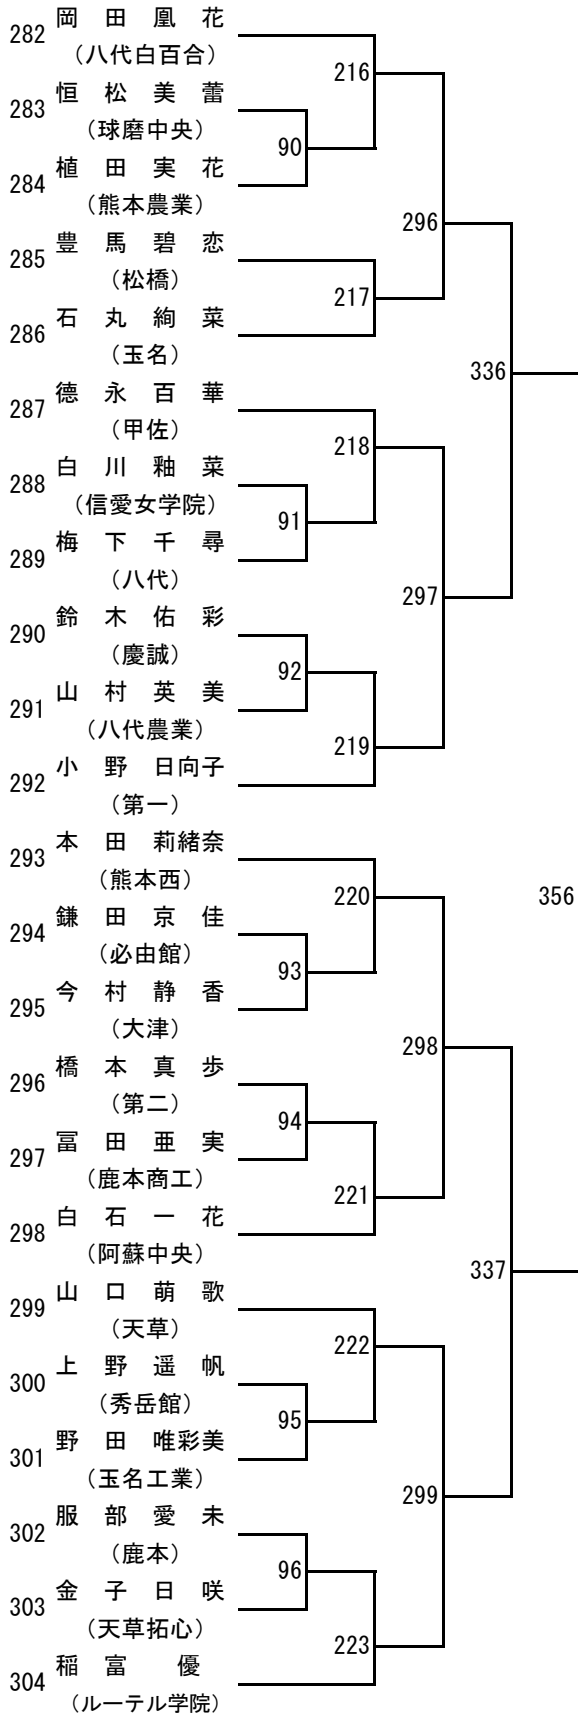 282 岡　田　凰　花
（八代白百合）
216
283 恒　松　美　蕾
（球磨中央）
90
284 植　田　実　花
（熊本農業）
296
285 豊　馬　碧　恋
（松橋）
217
286 石　丸　絢　菜
（玉名）
336
287 德　永　百　華
（甲佐）
218
288 白　川　釉　菜
（信愛女学院）
91
289 梅　下　千　尋
（八代）
297
290 鈴　木　佑　彩
（慶誠）
92
291 山　村　英　美
（八代農業）
219
292 小　野　日向子
（第一）
293 本　田　莉緒奈
（熊本西）
220
356
294 鎌　田　京　佳
（必由館）
93
295 今　村　静　香
（大津）
298
296 橋　本　真　歩
（第二）
94
297 冨　田　亜　実
（鹿本商工）
221
298 白　石　一　花
（阿蘇中央）
337
299 山　口　萌　歌
（天草）
222
300 上　野　遥　帆
（秀岳館）
95
301 野　田　唯彩美
（玉名工業）
299
302 服　部　愛　未
（鹿本）
96
303 金　子　日　咲
（天草拓心）
223
304 稲　富　　優
（ルーテル学院）